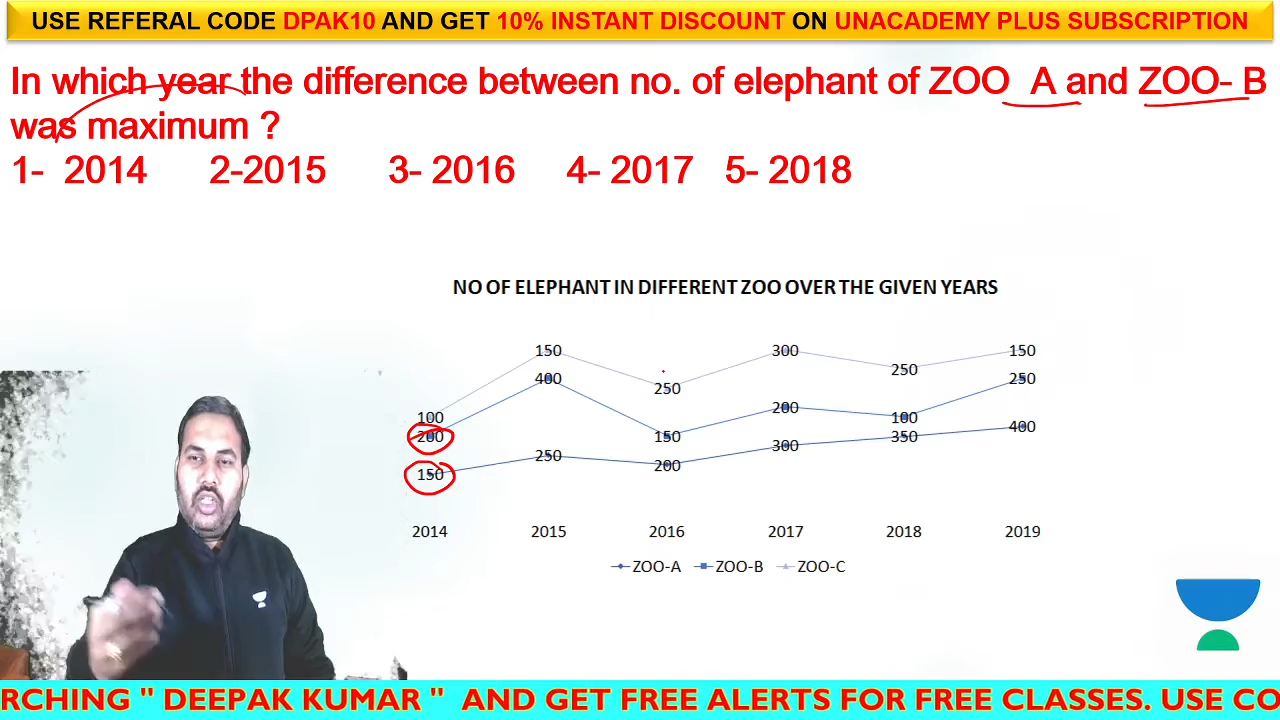 USE REFERAL CODE DPAK10 AND GET 10% INSTANT DISCOUNT ON UNACADEMY PLUS SUBSCRIPTION
In which year the difference between no. of elephant of ZOO A and ZOO- B
was maximum ?
1- 2014 2-2015 3- 2016 4- 2017 5- 2018
NO OF ELEPHANT IN DIFFERENT ZOO OVER THE GIVEN YEARS
150 300 150
250 250
100 400 200 100 250
200 150
150 250 200 300 350 400
2014 2015 2016 2017 2018 2019
ZOO-A ZOO-B ZOO-C
RCHING " DEEPAK KUMAR " AND GET FREE ALERTS FOR FREE CLASSES. USE CO